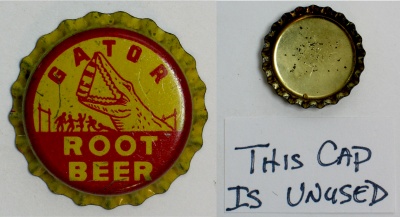 GATOR
ROOT
BEER
THIS CAP
IS UNUSED